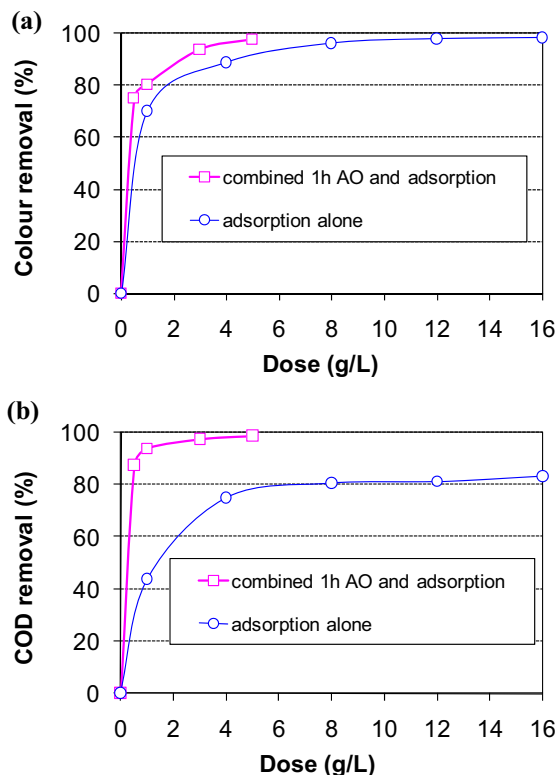 (a)
Colour removal (%)
100
80
60
40
20
0
combined 1h AO and adsorption
adsorption alone
0 2 4 6 8 10 12 14 16
Dose (g/L)
(b)
COD removal (%)
100
80
60
40
20
0
combined 1h AO and adsorption
adsorption alone
0 2 4 6 8 10 12 14 16
Dose (g/L)